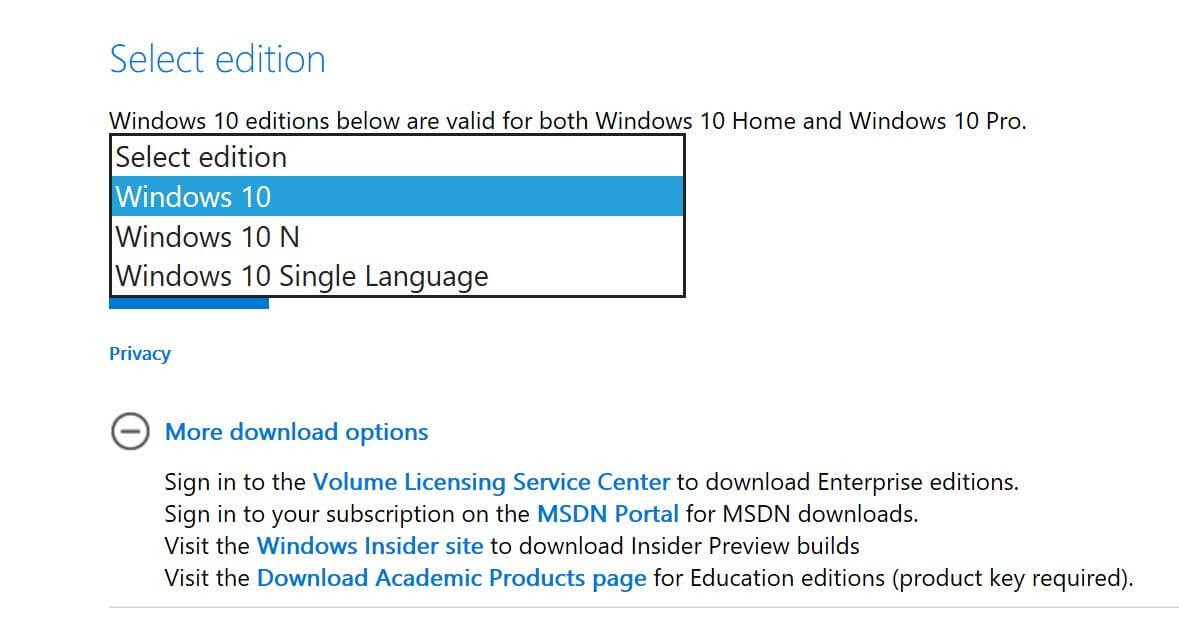 Select edition
Windows 10 editions below are valid for both Windows 10 Home and Windows 10 Pro.
Select edition
Windows 10
Windows 10 N
Windows 10 Single Language
Privacy
More download options
Sign in to the Volume Licensing Service Center to download Enterprise editions.
Sign in to your subscription on the MSDN Portal for MSDN downloads.
Visit the Windows Insider site to download Insider Preview builds
Visit the Download Academic Products page for Education editions (product key required).